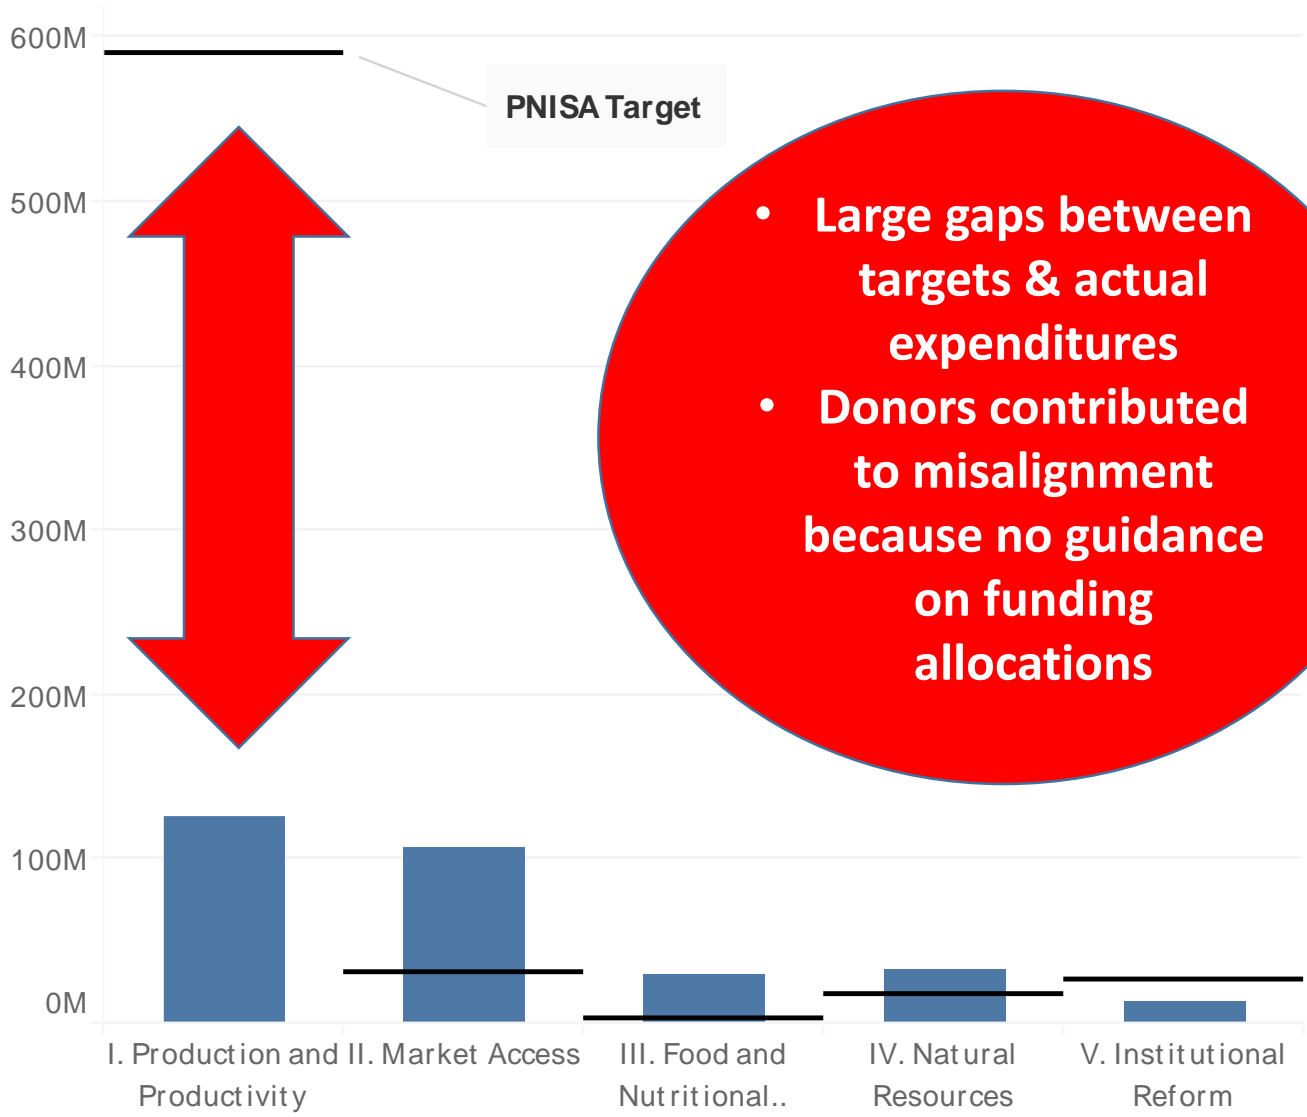 600M
PNISA Target
500M
400M
300M
200M
100M
0M
• Large gaps between
targets & actual
expenditures
• Donors contributed
to misalignment
because no guidance
on funding
allocations
I. Production and
Productivity
II. Market Access
III. Food and
Nutritional..
IV. Natural
Resources
V. Institutional
Reform